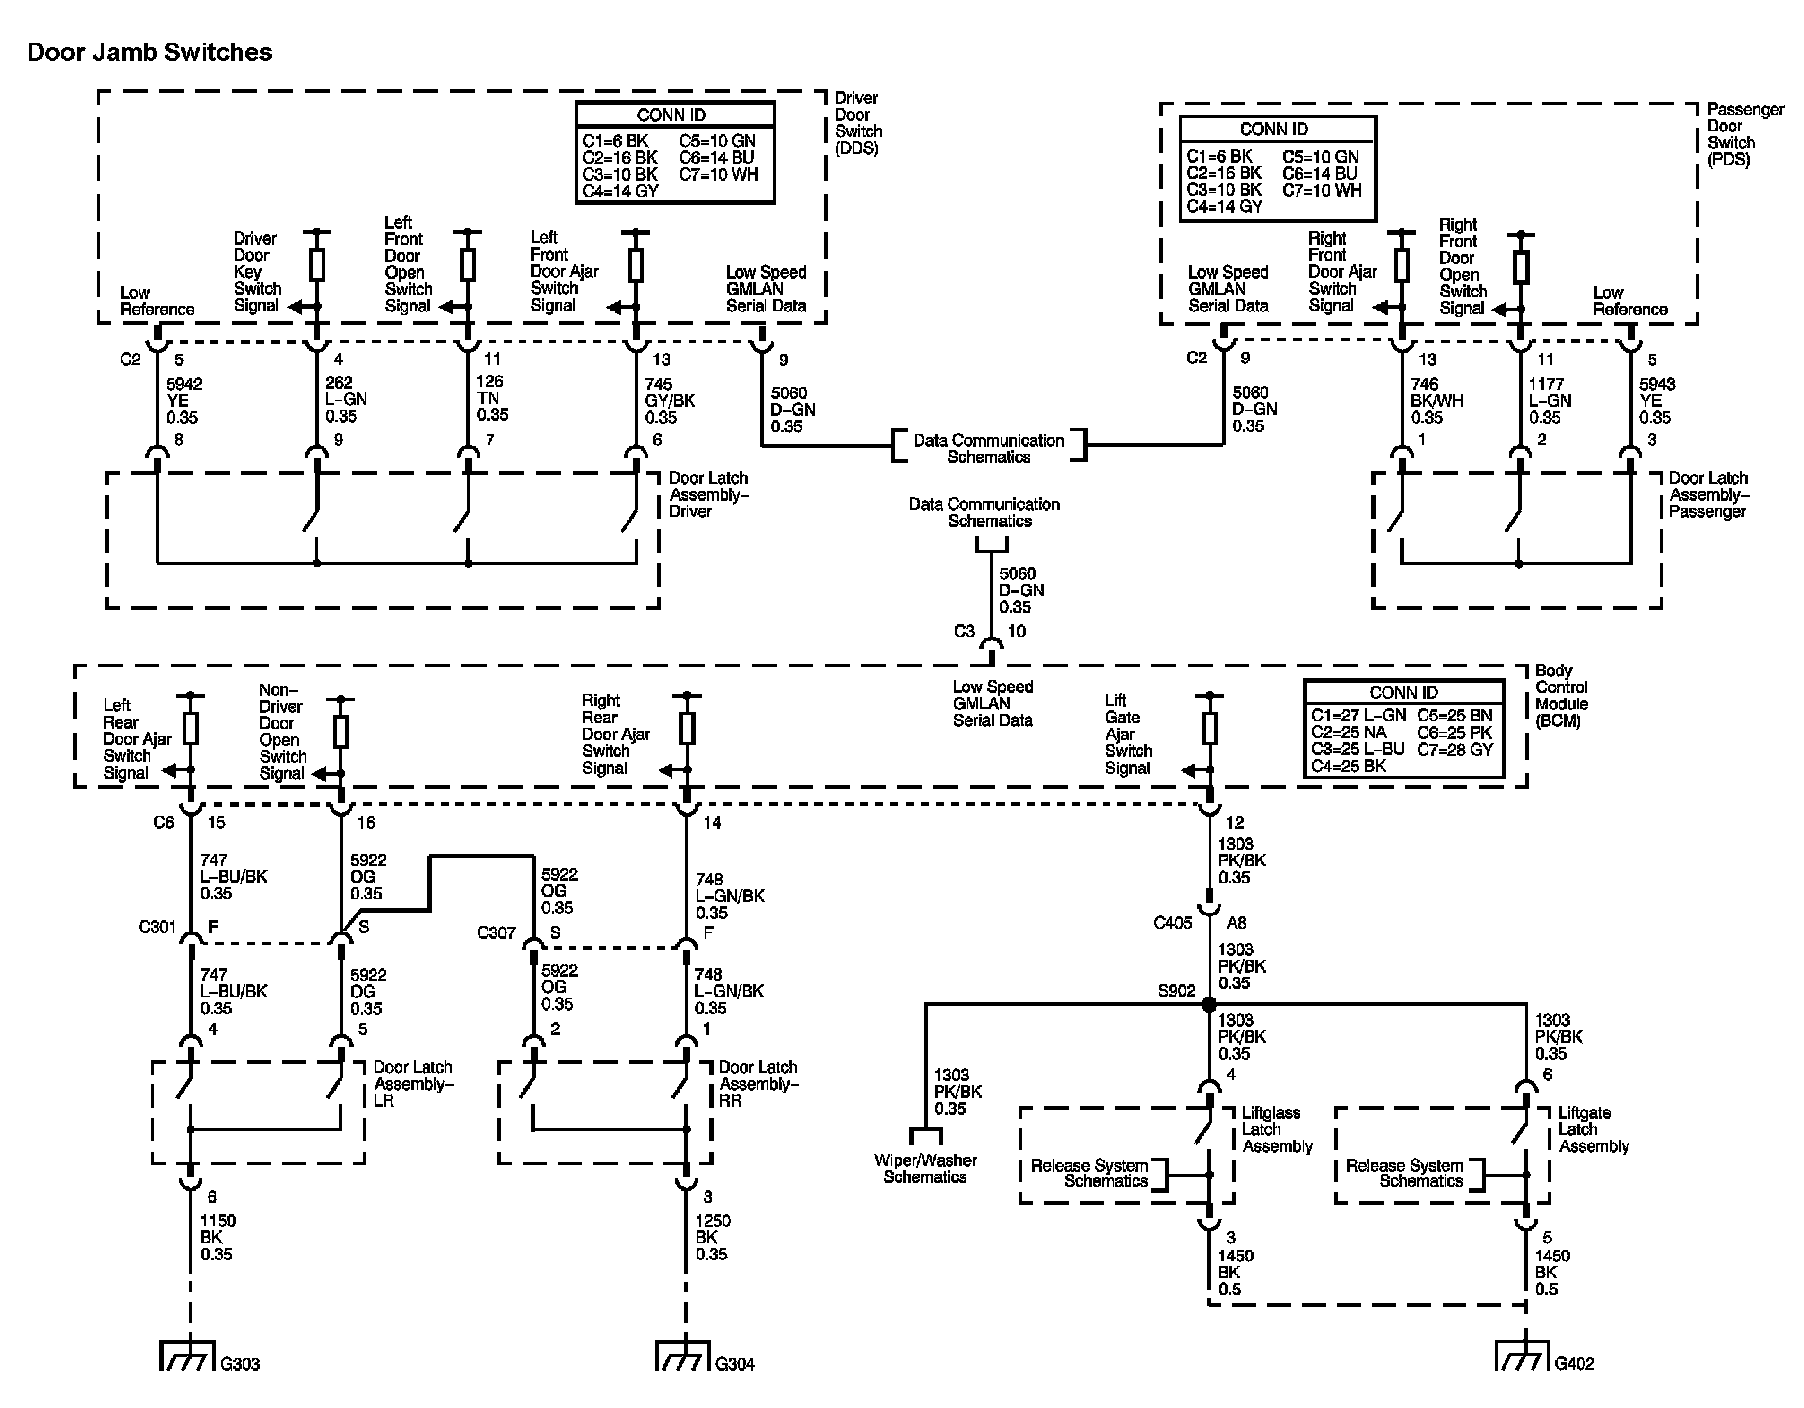 Door Jamb Switches
Driver
Door
Switch
(DDS)
CONN ID
C1=6 BK C5=10 GN
C2=16 BK C6=14 BU
C3=10 BK C7=10 WH
C4=14 GY
Low
Reference
Driver
Door
Key
Switch
Signal
Left
Front
Door
Open
Switch
Signal
Left
Front
Door Ajar
Switch
Signal
Low Speed
GMLAN
Serial Data
C2 5 4 11 13 9
5942
YE
0.35
8
262
L-GN
0.35
9
126
TN
0.35
7
745
GY/BK
0.35
6
5060
D-GN
0.35
Door Latch
Assembly-
Driver
Passenger
Door
Switch
(PDS)
CONN ID
C1=6 BK C5=10 GN
C2=16 BK C6=14 BU
C3=10 BK C7=10 WH
C4=14 GY
Low Speed
GMLAN
Serial Data
Right
Front
Door Ajar
Switch
Signal
Right
Front
Door
Open
Switch
Signal
Low
Reference
C2 9 13 11 5
5060
D-GN
0.35
746
BK/WH
0.35
1
1177
L-GN
0.35
2
5943
YE
0.35
3
Door Latch
Assembly-
Passenger
Data Communication
Schematics
Data Communication
Schematics
5060
D-GN
0.35
C3 10
Body
Control
Module
(BCM)
CONN ID
C1=27 L-GN C5=25 BN
C2=25 NA C6=25 PK
C3=25 L-BU C7=28 GY
C4=25 BK
Left
Rear
Door Ajar
Switch
Signal
Non-
Driver
Door
Open
Switch
Signal
Right
Rear
Door Ajar
Switch
Signal
Low Speed
GMLAN
Serial Data
Lift
Gate
Ajar
Switch
Signal
C6 15 16 14 12
747
L-BU/BK
0.35
5922
OG
0.35
5922
OG
0.35
748
L-GN/BK
0.35
1303
PK/BK
0.35
C301 F S
C307 S F
C405 A8
747
L-BU/BK
0.35
4
5922
OG
0.35
5
5922
OG
0.35
2
748
L-GN/BK
0.35
1
1303
PK/BK
0.35
S902
Door Latch
Assembly-
LR
Door Latch
Assembly-
RR
1303
PK/BK
0.35
Wiper/Washer
Schematics
1303
PK/BK
0.35
4
1303
PK/BK
0.35
6
Liftglass
Latch
Assembly
Liftgate
Latch
Assembly
Release System
Schematics
Release System
Schematics
6
1150
BK
0.35
3
1250
BK
0.35
3
1450
BK
0.5
5
1450
BK
0.5
G303
G304
G402